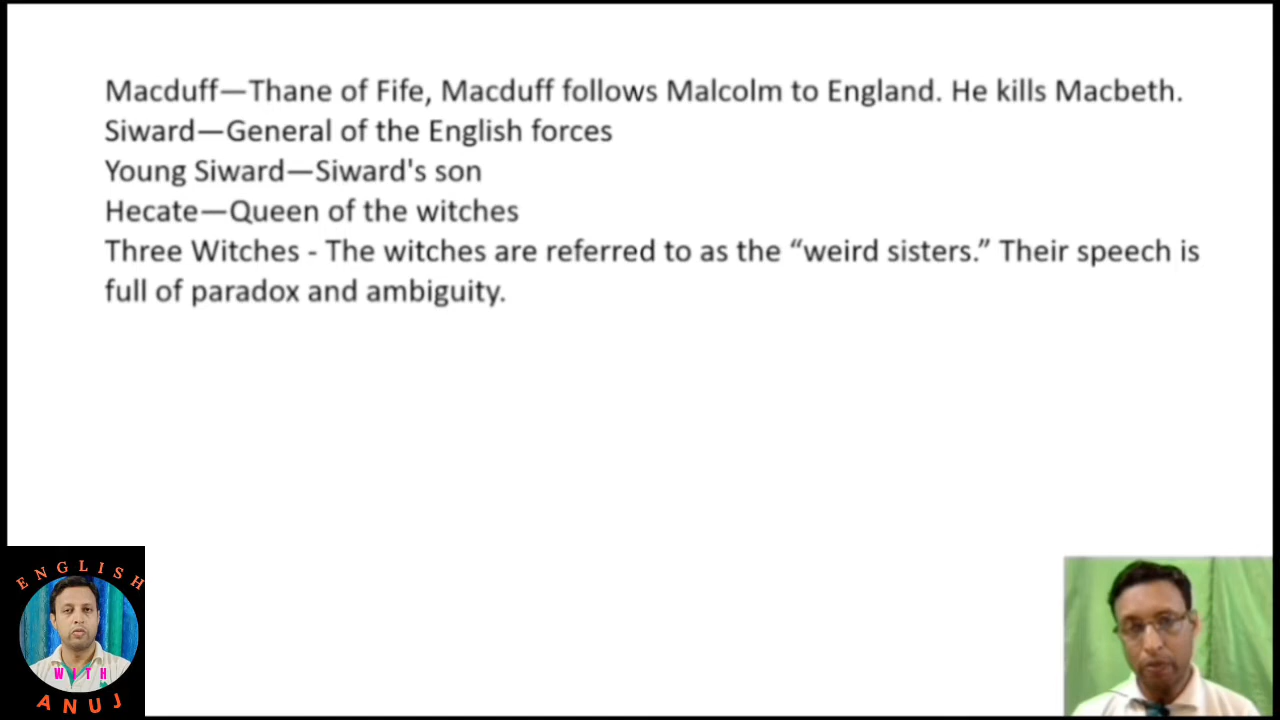 Macduff—Thane of Fife, Macduff follows Malcolm to England. He kills Macbeth.
Siward—General of the English forces
Young Siward—Siward's son
Hecate—Queen of the witches
Three Witches - The witches are referred to as the “weird sisters.” Their speech is
full of paradox and ambiguity.
ENGLISH
WITH
ANUJ